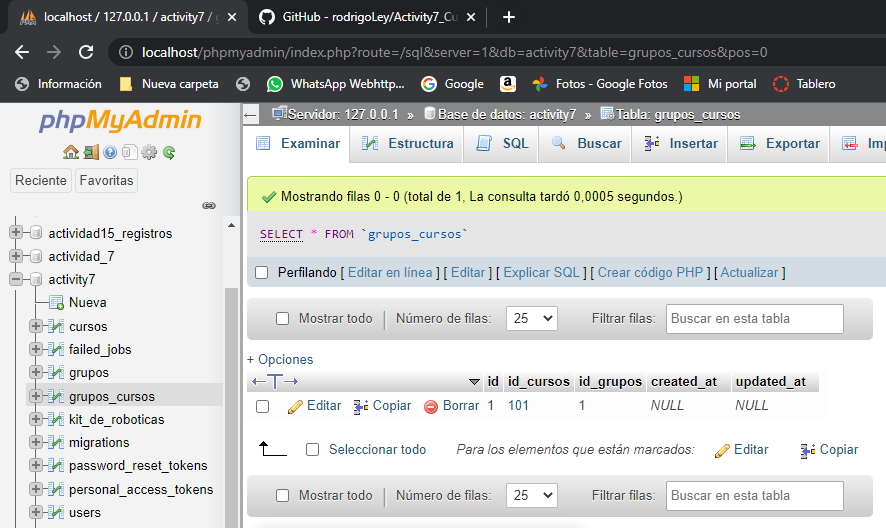 localhost / 127.0.0.1 / activity7 / g
GitHub - rodrigoLey/Activity7_Cu
localhost/phpmyadmin/index.php?route=/sql&server=1&db=activity7&table=grupos_cursos&pos=0
Información Nueva carpeta WhatsApp Webhttp... Google Amazon Fotos - Google Fotos Mi portal Tablero
phpMyAdmin
Reciente Favoritas
actividad15_registros
actividad_7
activity7
Nueva
cursos
failed_jobs
grupos
grupos_cursos
kit_de_roboticas
migrations
password_reset_tokens
personal_access_tokens
users
Servidor: 127.0.0.1 » Base de datos: activity7 » Tabla: grupos_cursos
Examinar Estructura SQL Buscar Insertar Exportar Imp
Mostrando filas 0 - 0 (total de 1, La consulta tardó 0,0005 segundos.)
SELECT * FROM `grupos_cursos`
Perfilando [ Editar en línea ] [ Editar ] [ Explicar SQL ] [ Crear código PHP ] [ Actualizar ]
Mostrar todo | Número de filas: 25 Filtrar filas: Buscar en esta tabla
+ Opciones
←T→ id id_cursos id_grupos created_at updated_at
Editar Copiar Borrar 1 101 1 NULL NULL
Seleccionar todo Para los elementos que están marcados: Editar Copiar
Mostrar todo | Número de filas: 25 Filtrar filas: Buscar en esta tabla